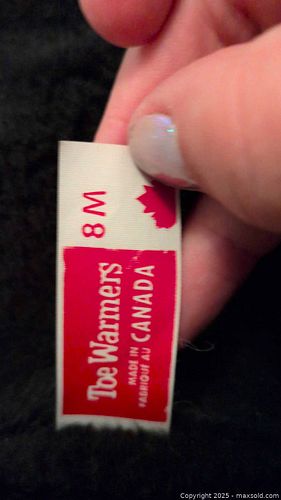 8 M
Toe Warmers
MADE IN
FABRIQUÉ AU
CANADA
Copyright 2025 - maxsold.com